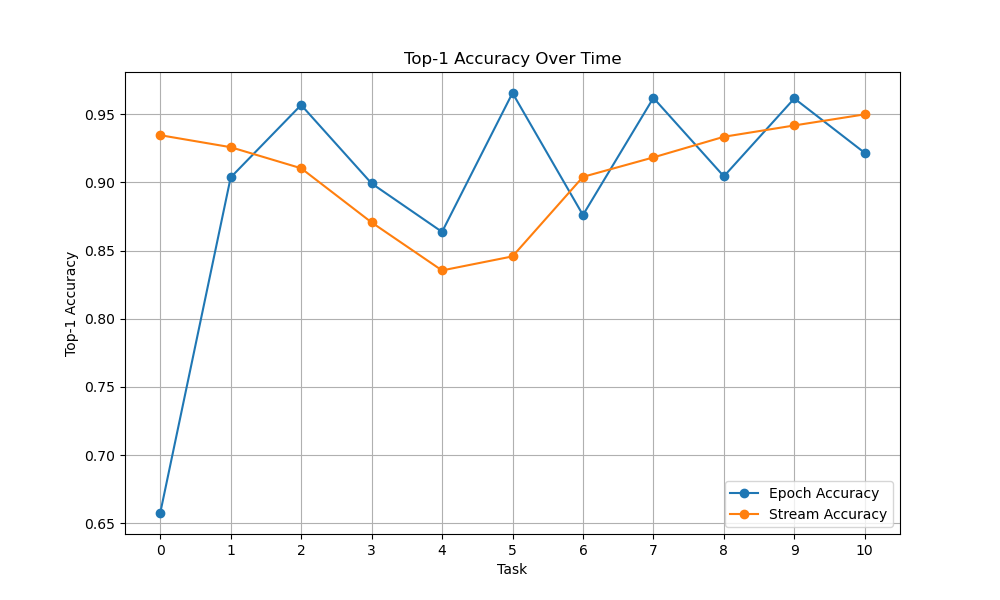 Top-1 Accuracy Over Time
Top-1 Accuracy
0.95
0.90
0.85
0.80
0.75
0.70
0.65
0 1 2 3 4 5 6 7 8 9 10
Task
Epoch Accuracy
Stream Accuracy